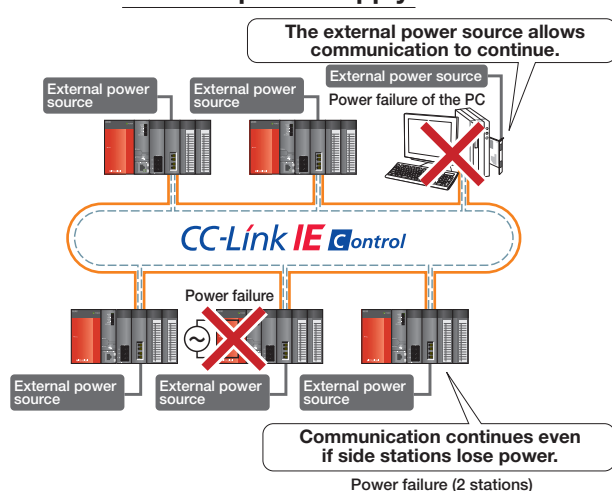 The external power source allows
communication to continue.
External power
source
External power
source
External power source
Power failure of the PC
CC-Link IE Control
Power failure
External power
source
External power
source
External power
source
Communication continues even
if side stations lose power.
Power failure (2 stations)